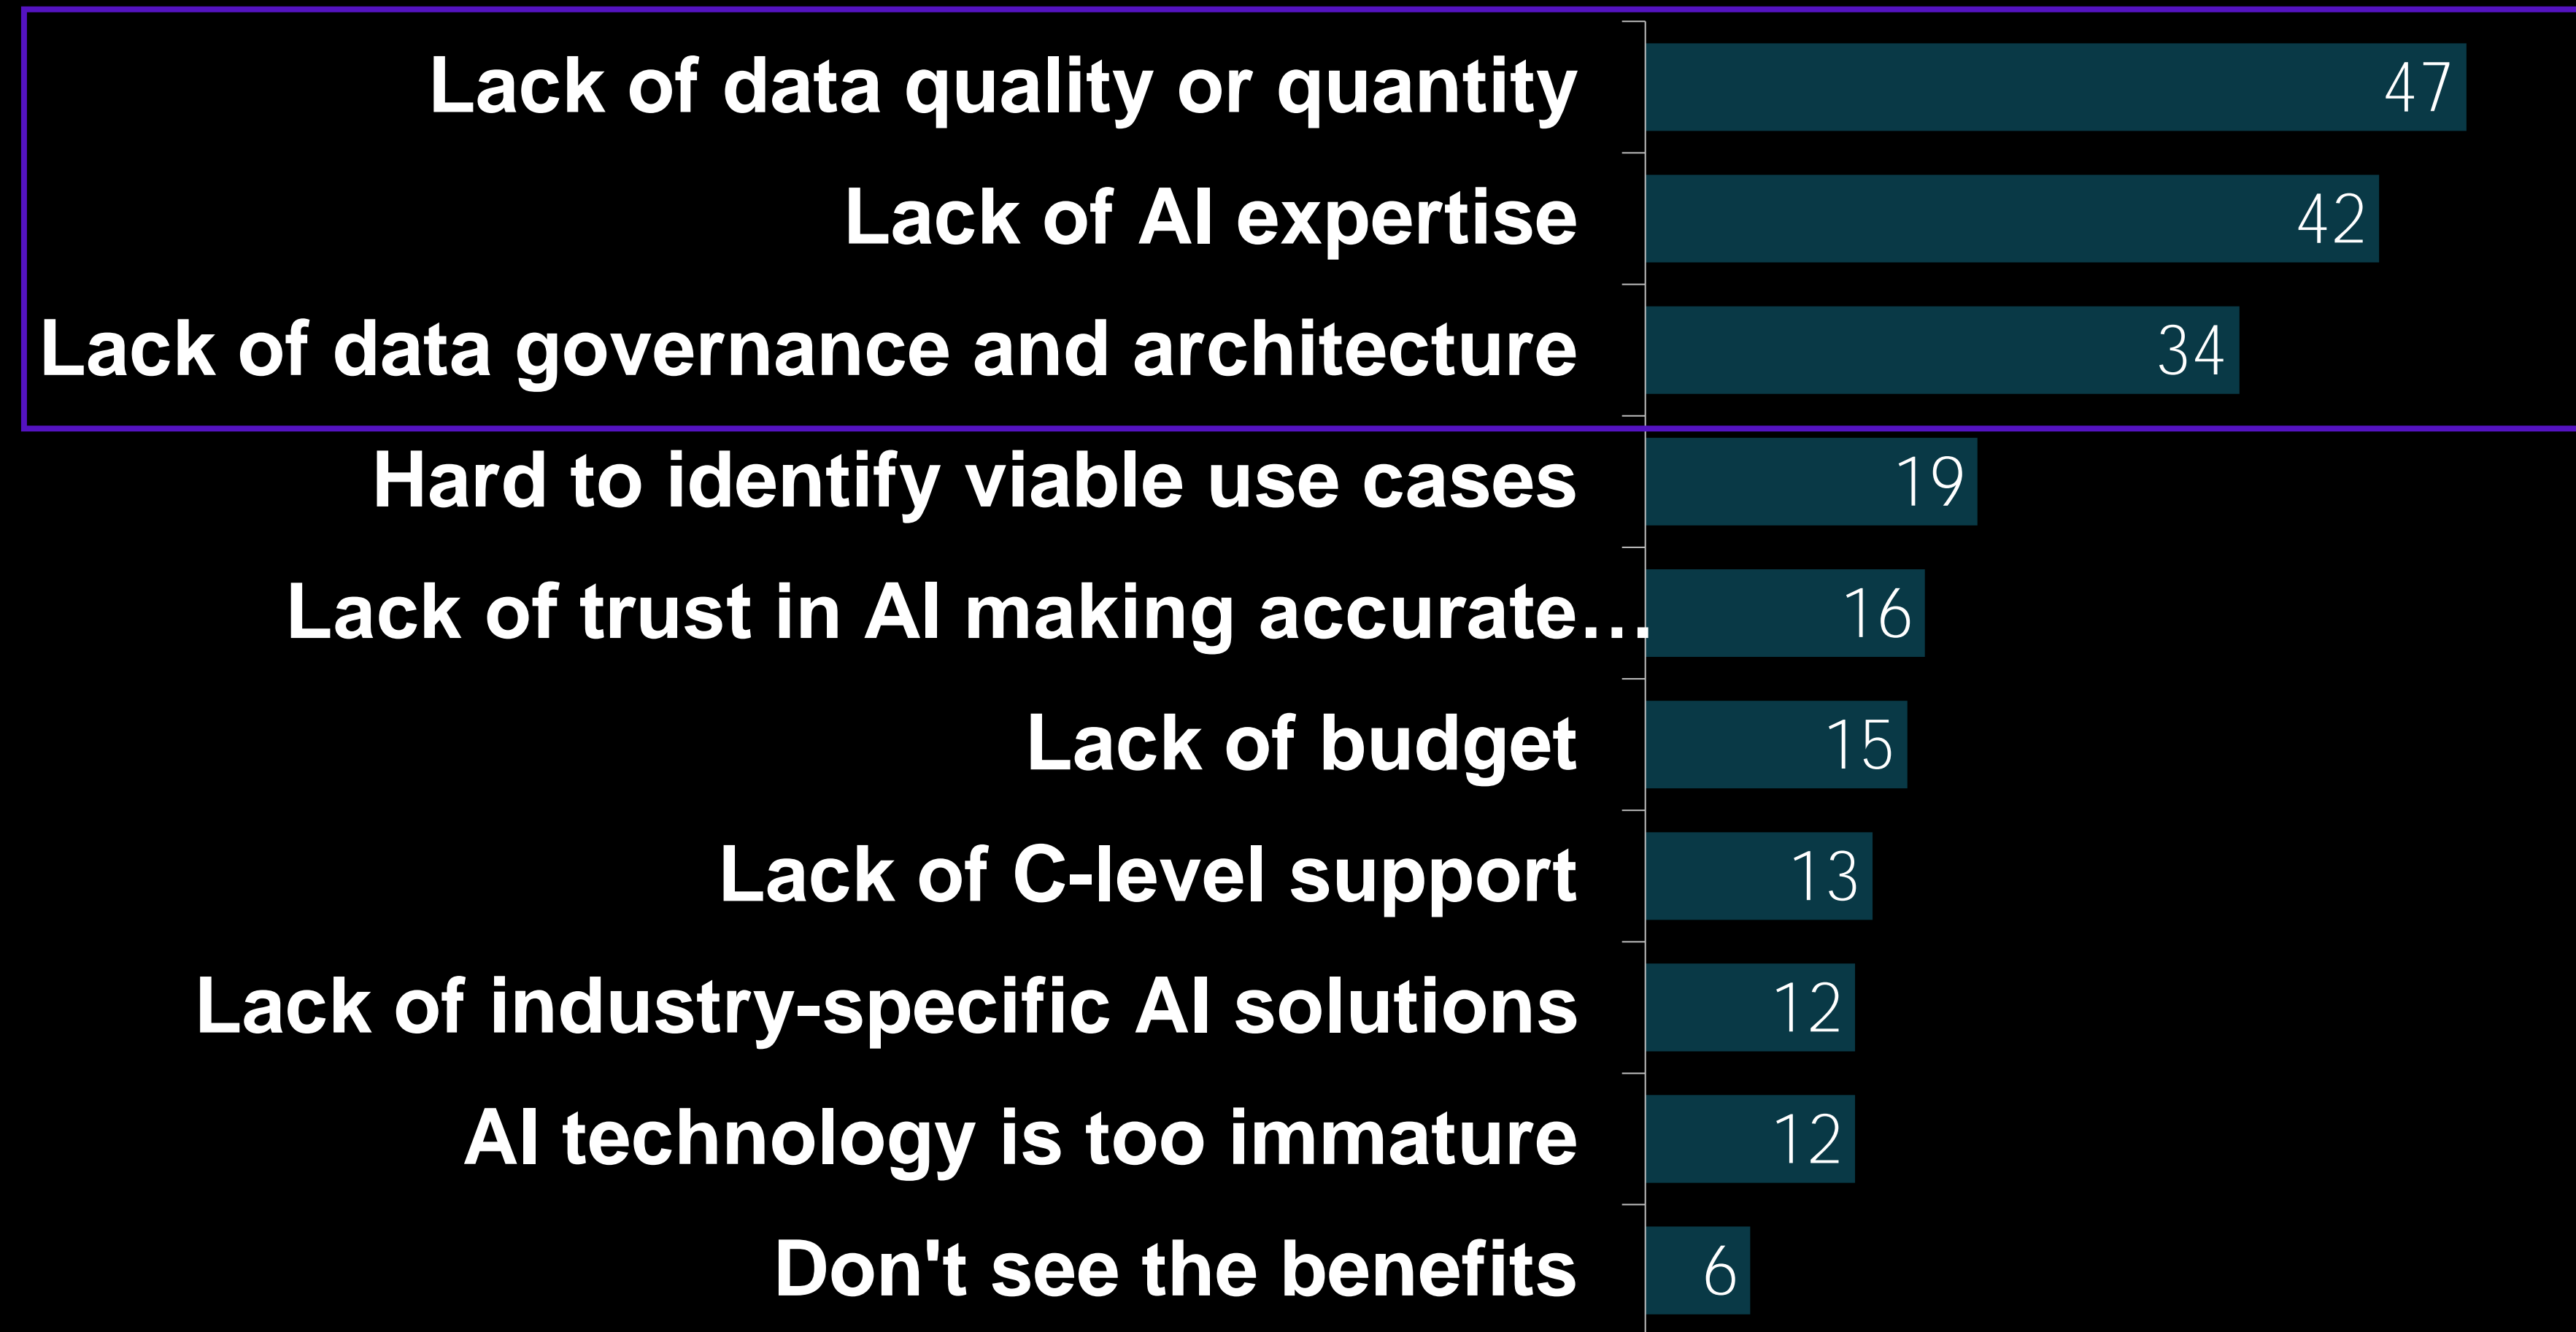 Lack of data quality or quantity 47
Lack of AI expertise 42
Lack of data governance and architecture 34
Hard to identify viable use cases 19
Lack of trust in AI making accurate… 16
Lack of budget 15
Lack of C-level support 13
Lack of industry-specific AI solutions 12
AI technology is too immature 12
Don't see the benefits 6